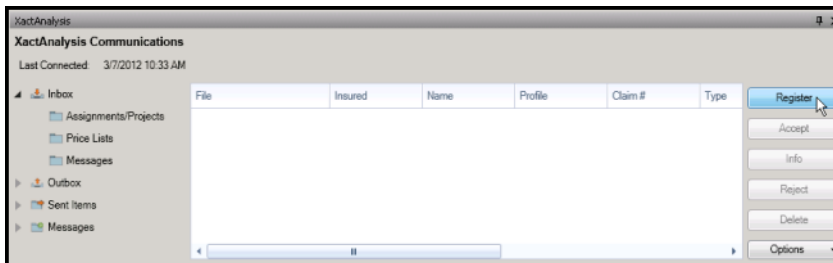 XactAnalysis
XactAnalysis Communications
Last Connected: 3/7/2012 10:33 AM
Inbox
Assignments/Projects
Price Lists
Messages
Outbox
Sent Items
Messages
File Insured Name Profile Claim # Type
Register
Accept
Info
Reject
Delete
Options